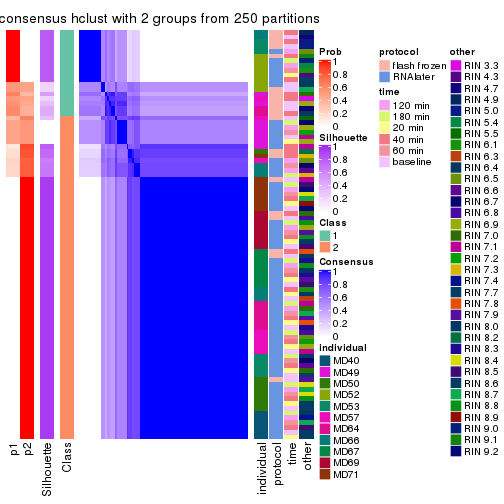 consensus hclust with 2 groups from 250 partitions
Prob
1
0.8
0.6
0.4
0.2
0
Silhouette
1
0.8
0.6
0.4
0.2
0
Class
1
2
Consensus
1
0.8
0.6
0.4
0.2
0
individual
MD40
MD49
MD50
MD52
MD53
MD57
MD64
MD66
MD67
MD69
MD71
protocol
flash frozen
RNAlater
time
120 min
180 min
20 min
40 min
60 min
baseline
other
RIN 3.3
RIN 4.3
RIN 4.7
RIN 4.9
RIN 5.0
RIN 5.4
RIN 5.5
RIN 6.1
RIN 6.3
RIN 6.4
RIN 6.5
RIN 6.6
RIN 6.7
RIN 6.8
RIN 6.9
RIN 7.0
RIN 7.1
RIN 7.2
RIN 7.3
RIN 7.4
RIN 7.7
RIN 7.8
RIN 7.9
RIN 8.0
RIN 8.2
RIN 8.3
RIN 8.4
RIN 8.5
RIN 8.6
RIN 8.7
RIN 8.8
RIN 8.9
RIN 9.0
RIN 9.1
RIN 9.2
p1
p2
Silhouette
Class
individual
protocol
time
other